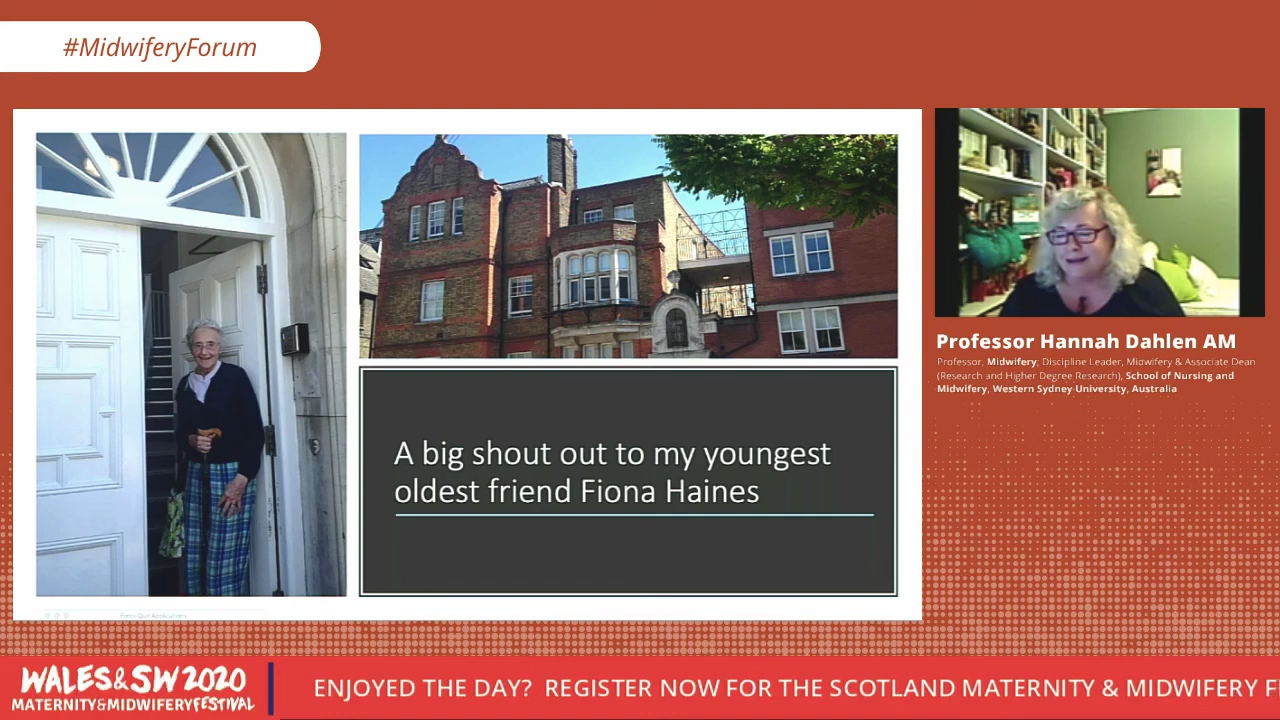 #MidwiferyForum
A big shout out to my youngest
oldest friend Fiona Haines
Professor Hannah Dahlen AM
Professor, Midwifery; Discipline Leader, Midwifery & Associate Dean
(Research and Higher Degree Research), School of Nursing and
Midwifery, Western Sydney University, Australia
WALES&SW2020
MATERNITY&MIDWIFERYFESTIVAL
ENJOYED THE DAY? REGISTER NOW FOR THE SCOTLAND MATERNITY & MIDWIFERY